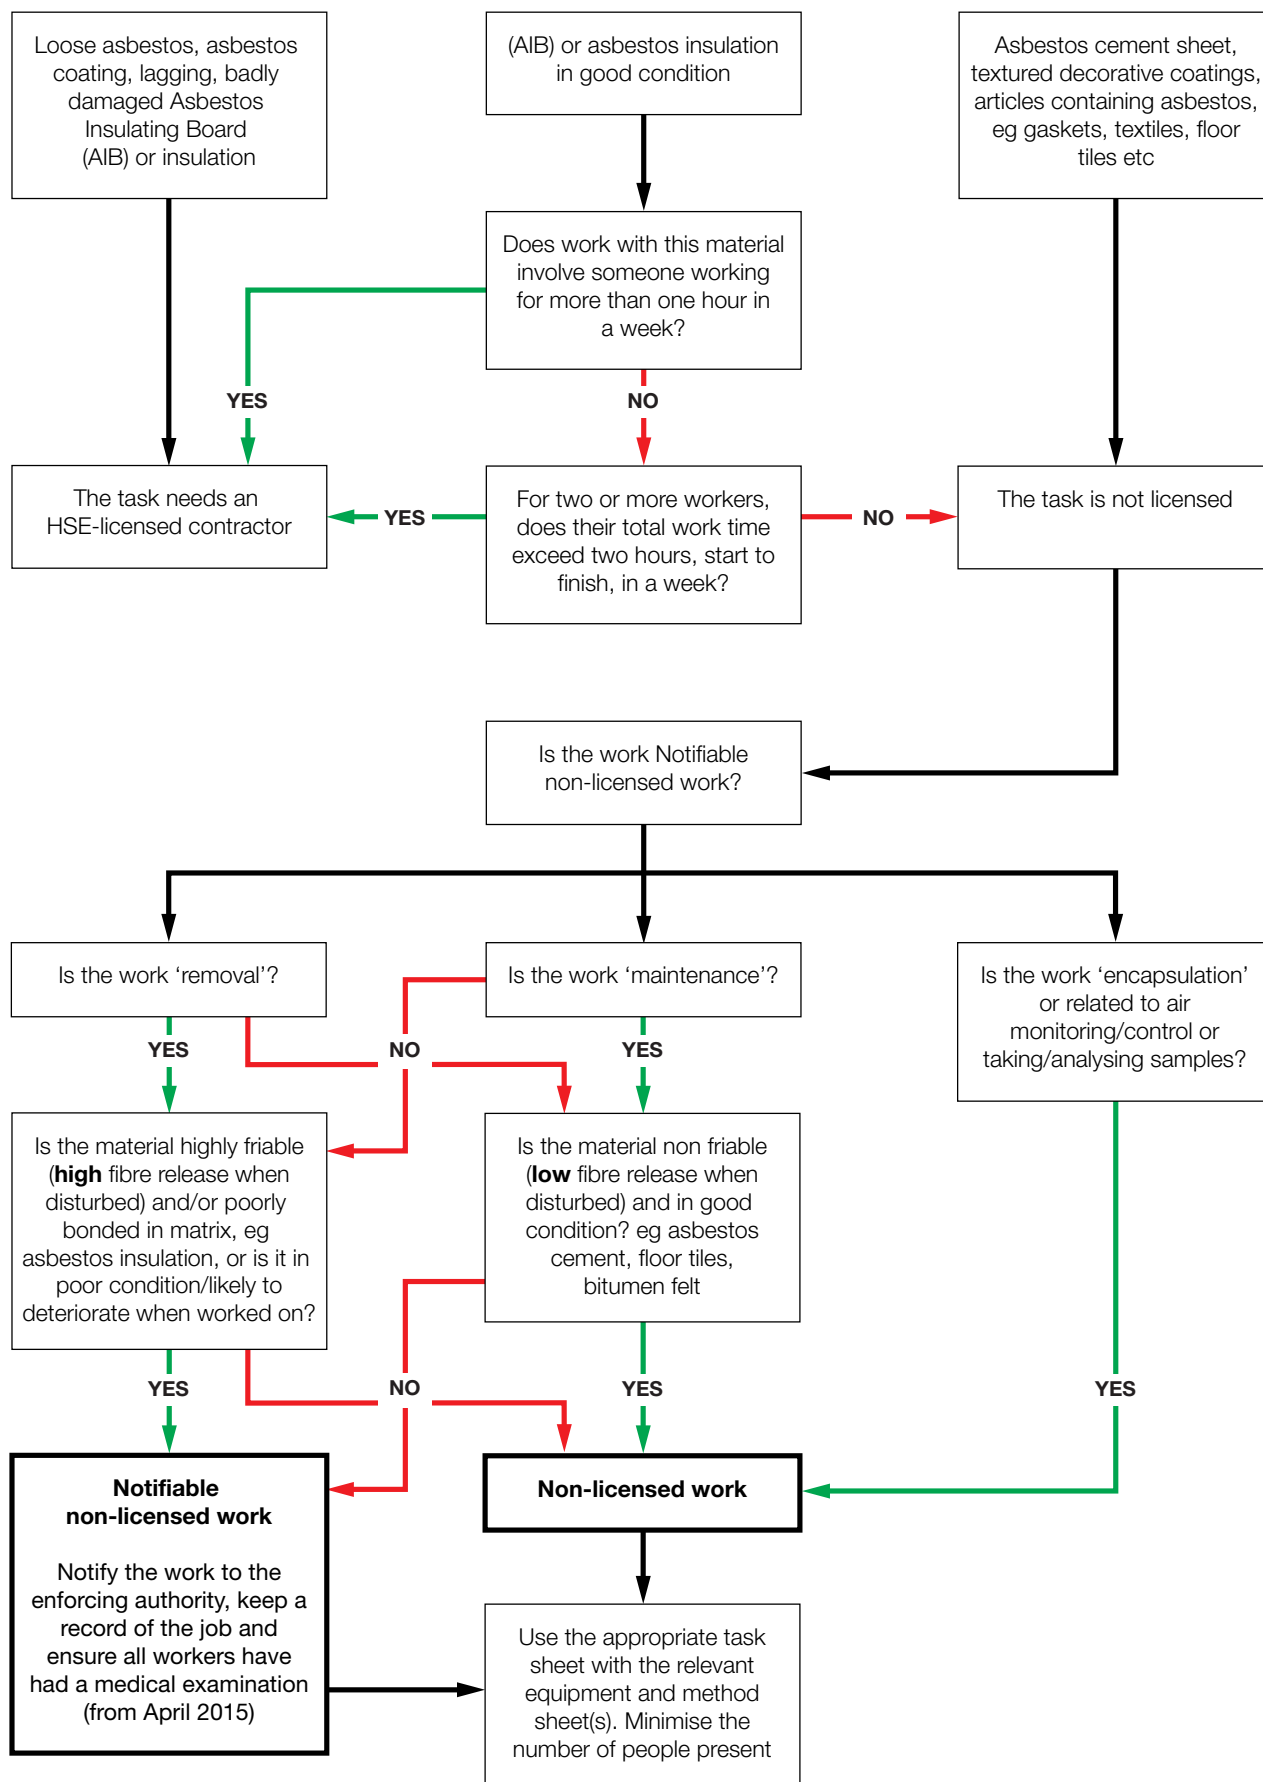 Loose asbestos, asbestos
coating, lagging, badly
damaged Asbestos
Insulating Board
(AIB) or insulation
(AIB) or asbestos insulation
in good condition
Asbestos cement sheet,
textured decorative coatings,
articles containing asbestos,
eg gaskets, textiles, floor
tiles etc
Does work with this material
involve someone working
for more than one hour in
a week?
YES
NO
The task needs an
HSE-licensed contractor
YES
For two or more workers,
does their total work time
exceed two hours, start to
finish, in a week?
NO
The task is not licensed
Is the work Notifiable
non-licensed work?
Is the work ‘removal’?
Is the work ‘maintenance’?
Is the work ‘encapsulation’
or related to air
monitoring/control or
taking/analysing samples?
YES
NO
YES
Is the material highly friable
(high fibre release when
disturbed) and/or poorly
bonded in matrix, eg
asbestos insulation, or is it in
poor condition/likely to
deteriorate when worked on?
Is the material non friable
(low fibre release when
disturbed) and in good
condition? eg asbestos
cement, floor tiles,
bitumen felt
YES
NO
YES
YES
Notifiable
non-licensed work
Notify the work to the
enforcing authority, keep a
record of the job and
ensure all workers have
had a medical examination
(from April 2015)
Non-licensed work
Use the appropriate task
sheet with the relevant
equipment and method
sheet(s). Minimise the
number of people present